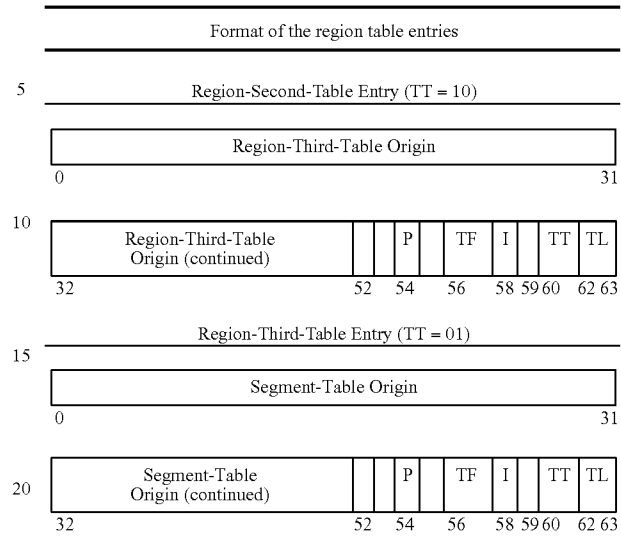 Format of the region table entries
5
Region-Second-Table Entry (TT = 10)
Region-Third-Table Origin
0 31
10
Region-Third-Table P TF I TT TL
Origin (continued)
32 52 54 56 58 59 60 62 63
Region-Third-Table Entry (TT = 01)
15
Segment-Table Origin
0 31
Segment-Table P TF I TT TL
20
Origin (continued)
32 52 54 56 58 59 60 62 63